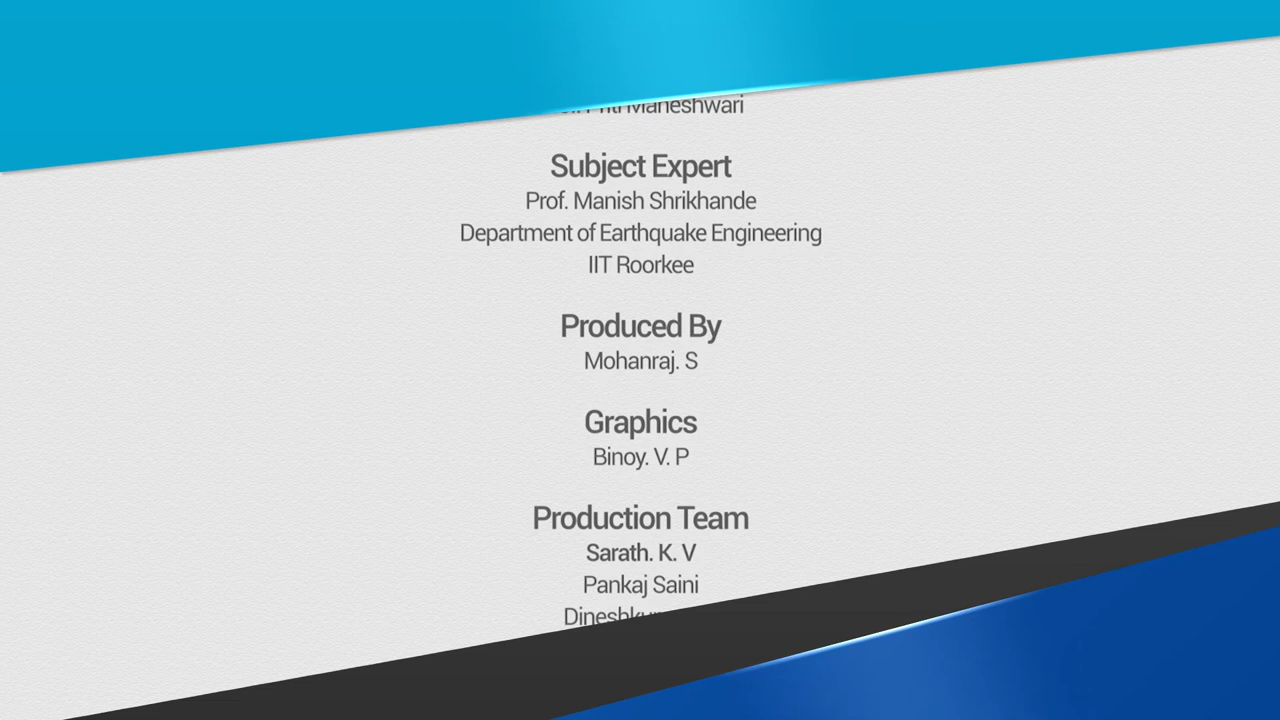 Maheshwari
Subject Expert
Prof. Manish Shrikhande
Department of Earthquake Engineering
IIT Roorkee
Produced By
Mohanraj. S
Graphics
Binoy. V. P
Production Team
Sarath. K. V
Pankaj Saini